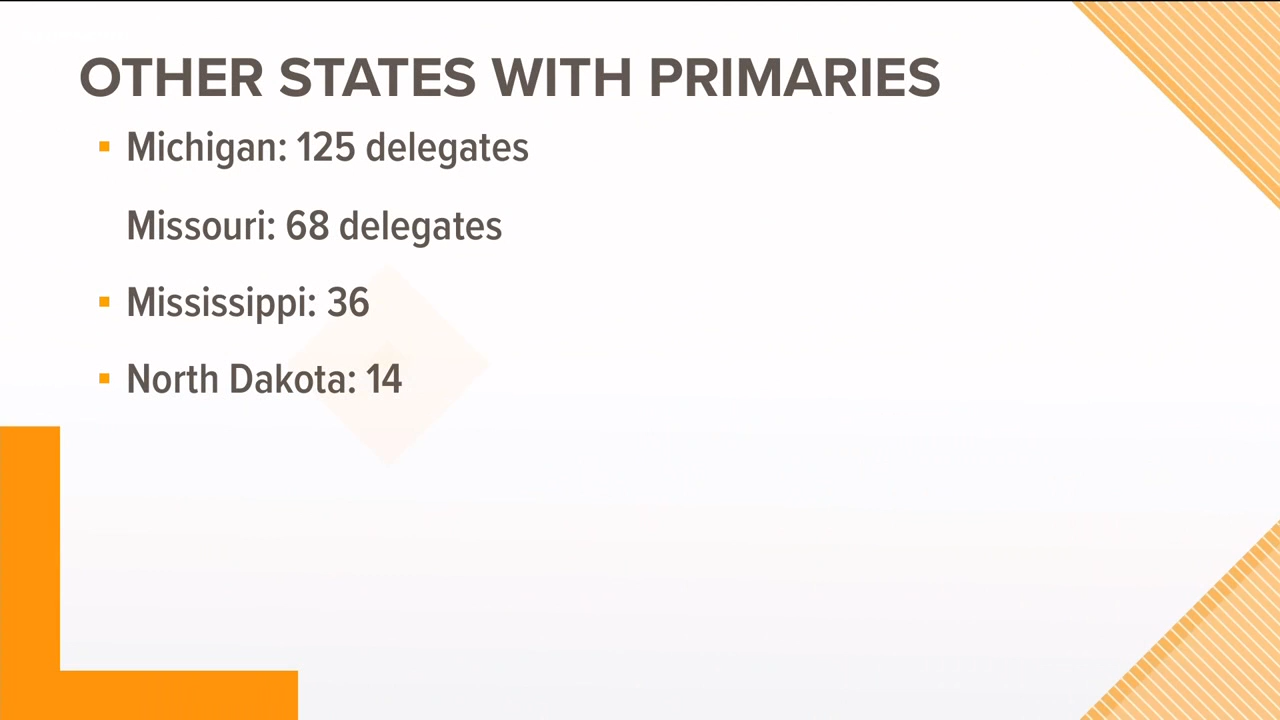 OTHER STATES WITH PRIMARIES
▪ Michigan: 125 delegates
Missouri: 68 delegates
▪ Mississippi: 36
▪ North Dakota: 14